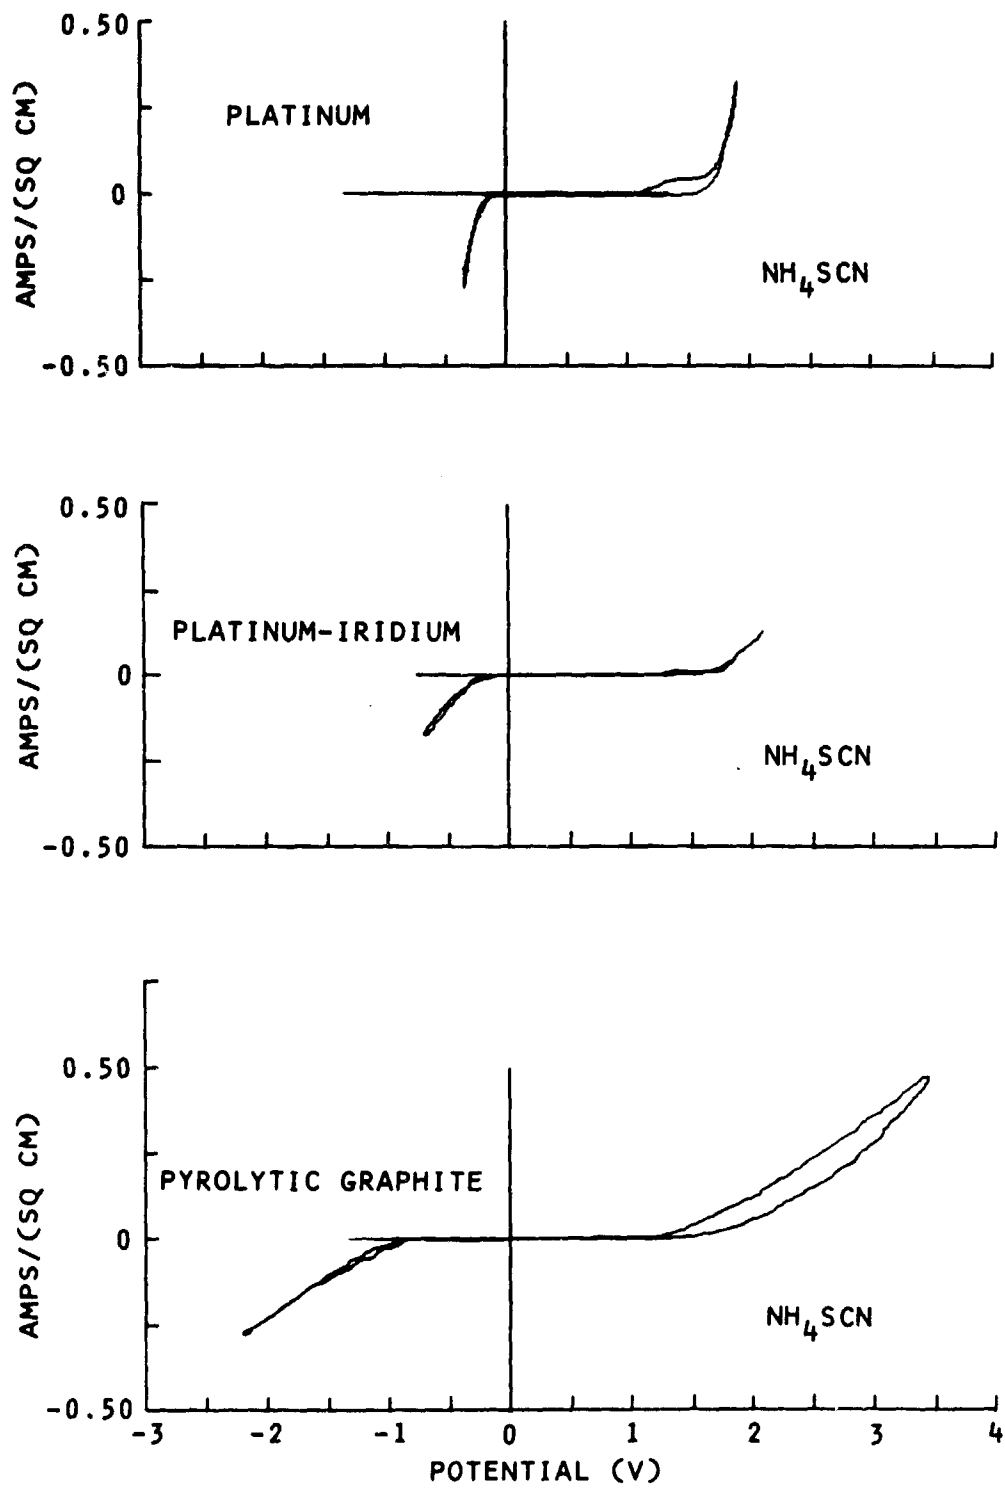 0.50
PLATINUM
AMPS/(SQ CM)
0
NH4SCN
-0.50
0.50
PLATINUM-IRIDIUM
AMPS/(SQ CM)
0
NH4SCN
-0.50
0.50
PYROLYTIC GRAPHITE
AMPS/(SQ CM)
0
NH4SCN
-0.50
-3 -2 -1 0 1 2 3 4
POTENTIAL (V)